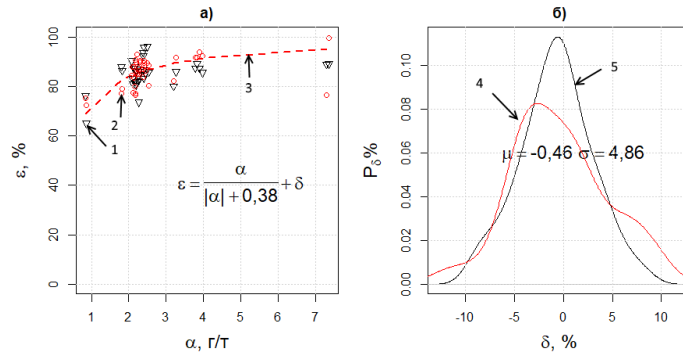 а)
ε, %
100
80
60
40
20
0
1
2
3
ε = α / (|α| + 0,38) + δ
1 2 3 4 5 6 7
α, г/т
б)
P δ %
0.10
0.08
0.06
0.04
0.02
0.00
4
5
μ = -0,46 σ = 4,86
-10 -5 0 5 10
δ, %